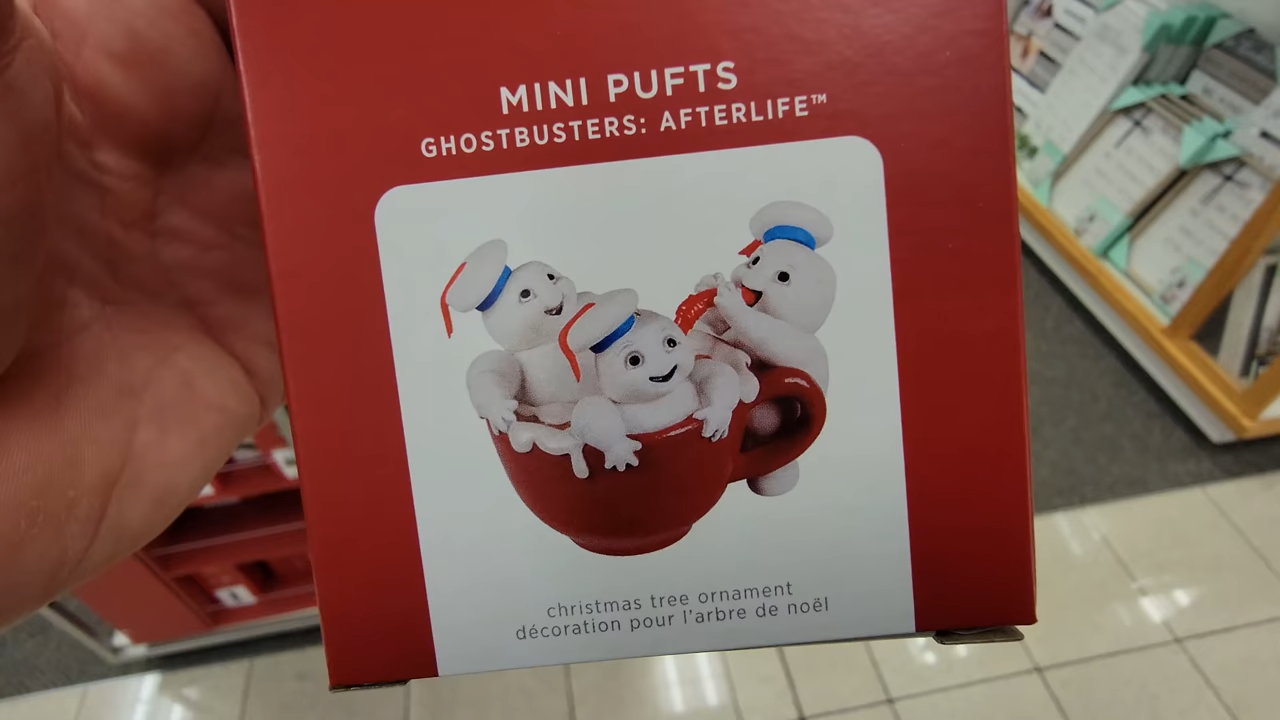 MINI PUFTS
GHOSTBUSTERS: AFTERLIFE™
christmas tree ornament
décoration pour l'arbre de noël